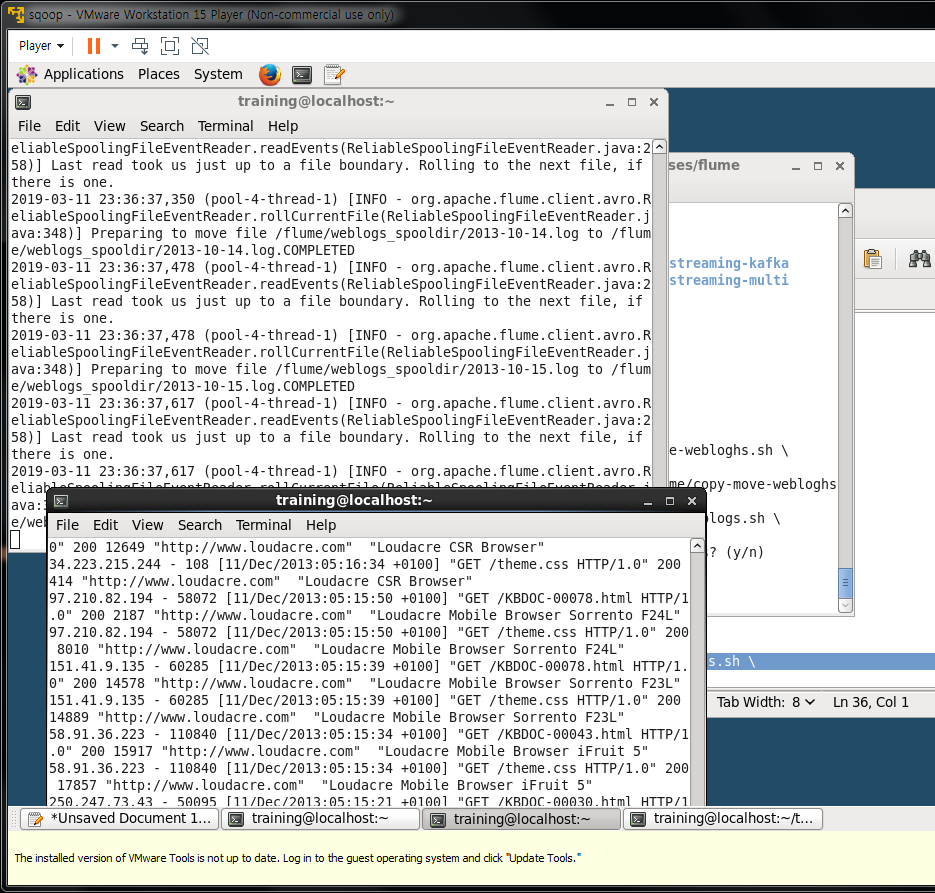 sqoop - VMware Workstation 15 Player (Non-commercial use only)
Player
Applications Places System
training@localhost:~
File Edit View Search Terminal Help
eliableSpoolingFileEventReader.readEvents(ReliableSpoolingFileEventReader.java:2
58)] Last read took us just up to a file boundary. Rolling to the next file, if
there is one.
2019-03-11 23:36:37,350 (pool-4-thread-1) [INFO - org.apache.flume.client.avro.R
eliableSpoolingFileEventReader.rollCurrentFile(ReliableSpoolingFileEventReader.j
ava:348)] Preparing to move file /flume/weblogs_spooldir/2013-10-14.log to /flum
e/weblogs_spooldir/2013-10-14.log.COMPLETED
2019-03-11 23:36:37,478 (pool-4-thread-1) [INFO - org.apache.flume.client.avro.R
eliableSpoolingFileEventReader.readEvents(ReliableSpoolingFileEventReader.java:2
58)] Last read took us just up to a file boundary. Rolling to the next file, if
there is one.
2019-03-11 23:36:37,478 (pool-4-thread-1) [INFO - org.apache.flume.client.avro.R
eliableSpoolingFileEventReader.rollCurrentFile(ReliableSpoolingFileEventReader.j
ava:348)] Preparing to move file /flume/weblogs_spooldir/2013-10-15.log to /flum
e/weblogs_spooldir/2013-10-15.log.COMPLETED
2019-03-11 23:36:37,617 (pool-4-thread-1) [INFO - org.apache.flume.client.avro.R
eliableSpoolingFileEventReader.readEvents(ReliableSpoolingFileEventReader.java:2
58)] Last read took us just up to a file boundary. Rolling to the next file, if
there is one.
2019-03-11 23:36:37,617 (pool-4-thread-1) [INFO - org.apache.flume.client.avro.R
eliableSpoolingFileEventReader.rollCurrentFile(ReliableSpoolingFileEventReader.j
ava:3
e/web
ses/flume
streaming-kafka
streaming-multi
e-webloghs.sh \
me/copy-move-webloghs
blogs.sh \
s? (y/n)
s.sh \
Tab Width: 8 Ln 36, Col 1
training@localhost:~
File Edit View Search Terminal Help
0" 200 12649 "http://www.loudacre.com" "Loudacre CSR Browser"
34.223.215.244 - 108 [11/Dec/2013:05:16:34 +0100] "GET /theme.css HTTP/1.0" 200
414 "http://www.loudacre.com" "Loudacre CSR Browser"
97.210.82.194 - 58072 [11/Dec/2013:05:15:50 +0100] "GET /KBDOC-00078.html HTTP/1
.0" 200 2187 "http://www.loudacre.com" "Loudacre Mobile Browser Sorrento F24L"
97.210.82.194 - 58072 [11/Dec/2013:05:15:50 +0100] "GET /theme.css HTTP/1.0" 200
8010 "http://www.loudacre.com" "Loudacre Mobile Browser Sorrento F24L"
151.41.9.135 - 60285 [11/Dec/2013:05:15:39 +0100] "GET /KBDOC-00078.html HTTP/1.
0" 200 14578 "http://www.loudacre.com" "Loudacre Mobile Browser Sorrento F23L"
151.41.9.135 - 60285 [11/Dec/2013:05:15:39 +0100] "GET /theme.css HTTP/1.0" 200
14889 "http://www.loudacre.com" "Loudacre Mobile Browser Sorrento F23L"
58.91.36.223 - 110840 [11/Dec/2013:05:15:34 +0100] "GET /KBDOC-00043.html HTTP/1
.0" 200 15917 "http://www.loudacre.com" "Loudacre Mobile Browser iFruit 5"
58.91.36.223 - 110840 [11/Dec/2013:05:15:34 +0100] "GET /theme.css HTTP/1.0" 200
17857 "http://www.loudacre.com" "Loudacre Mobile Browser iFruit 5"
250.247.73.43 - 50095 [11/Dec/2013:05:15:21 +0100] "GET /KBDOC-00030.html HTTP/1
*Unsaved Document 1... training@localhost:~ training@localhost:~ training@localhost:~/t...
The installed version of VMware Tools is not up to date. Log in to the guest operating system and click "Update Tools."